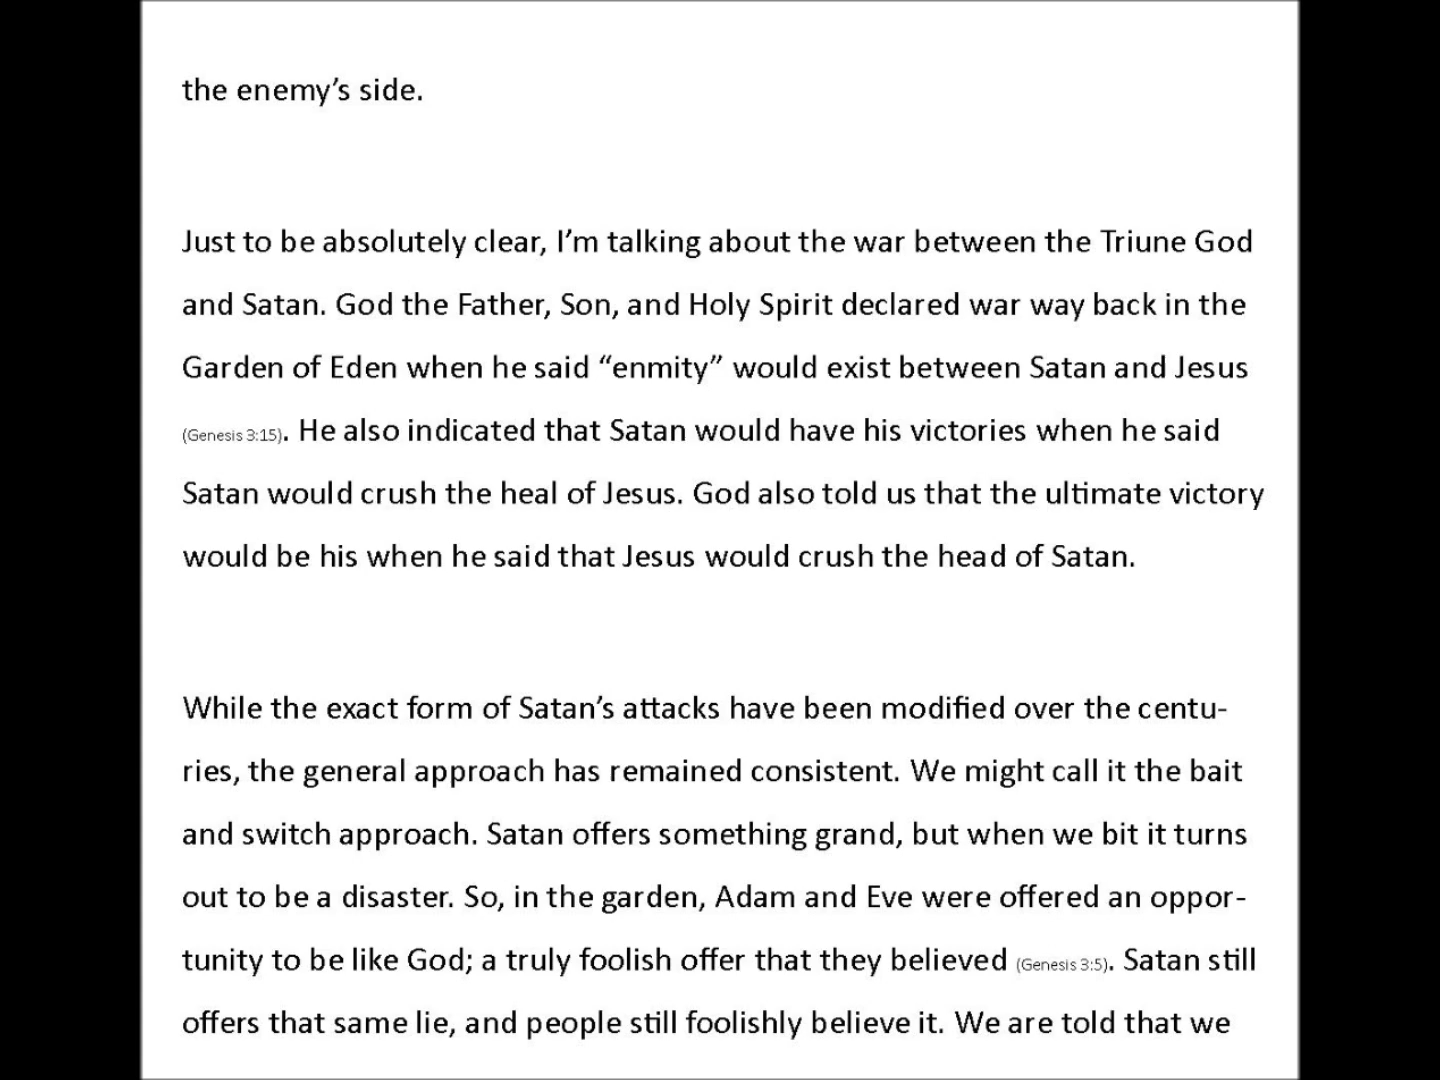 the enemy’s side.
Just to be absolutely clear, I’m talking about the war between the Triune God
and Satan. God the Father, Son, and Holy Spirit declared war way back in the
Garden of Eden when he said “enmity” would exist between Satan and Jesus
(Genesis 3:15). He also indicated that Satan would have his victories when he said
Satan would crush the heal of Jesus. God also told us that the ultimate victory
would be his when he said that Jesus would crush the head of Satan.
While the exact form of Satan’s attacks have been modified over the centu-
ries, the general approach has remained consistent. We might call it the bait
and switch approach. Satan offers something grand, but when we bit it turns
out to be a disaster. So, in the garden, Adam and Eve were offered an oppor-
tunity to be like God; a truly foolish offer that they believed (Genesis 3:5). Satan still
offers that same lie, and people still foolishly believe it. We are told that we